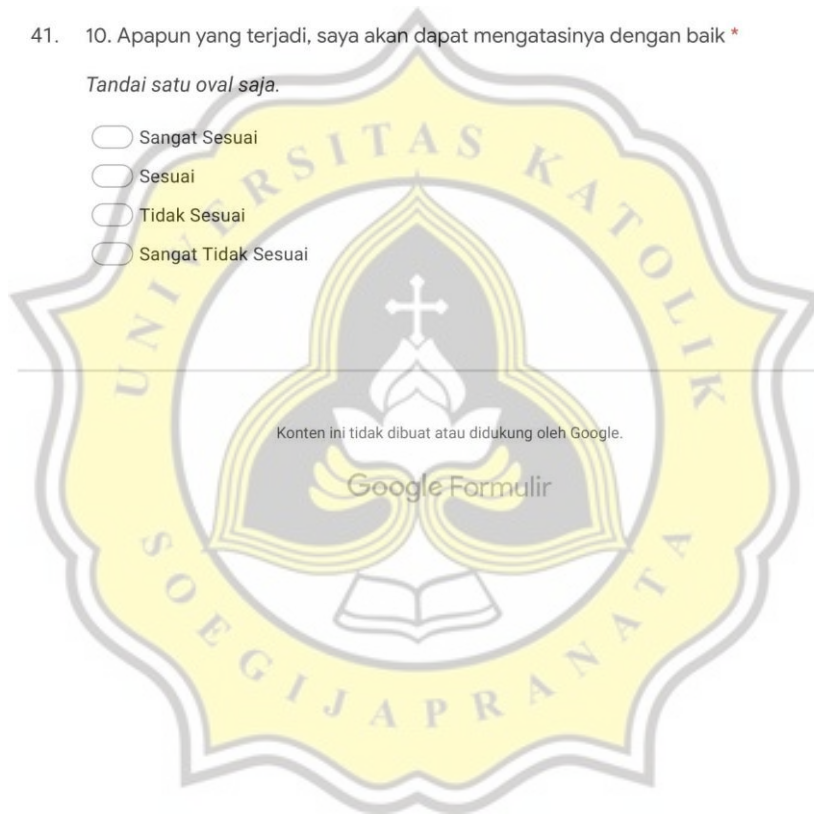 41. 10. Apapun yang terjadi, saya akan dapat mengatasinya dengan baik *
Tandai satu oval saja.
Sangat Sesuai
Sesuai
Tidak Sesuai
Sangat Tidak Sesuai
UNIVERSITAS KATOLIK
Konten ini tidak dibuat atau didukung oleh Google.
Google Formulir
SOEGIJAPRANATA